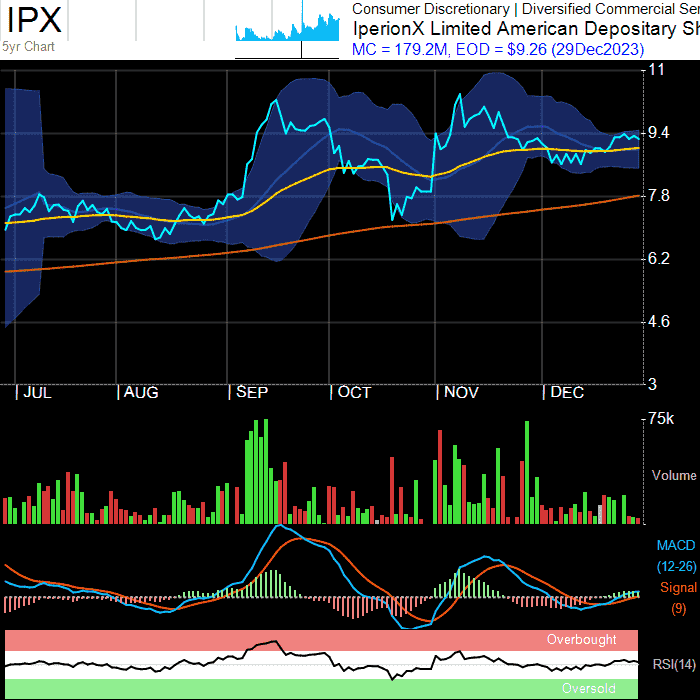 IPX
5yr Chart
Consumer Discretionary | Diversified Commercial Ser
IperionX Limited American Depositary Sh
MC = 179.2M, EOD = $9.26 (29Dec2023)
11
9.4
7.8
6.2
4.6
3
JUL AUG SEP OCT NOV DEC
75k
Volume
MACD
(12-26)
Signal
(9)
Overbought
RSI(14)
Oversold